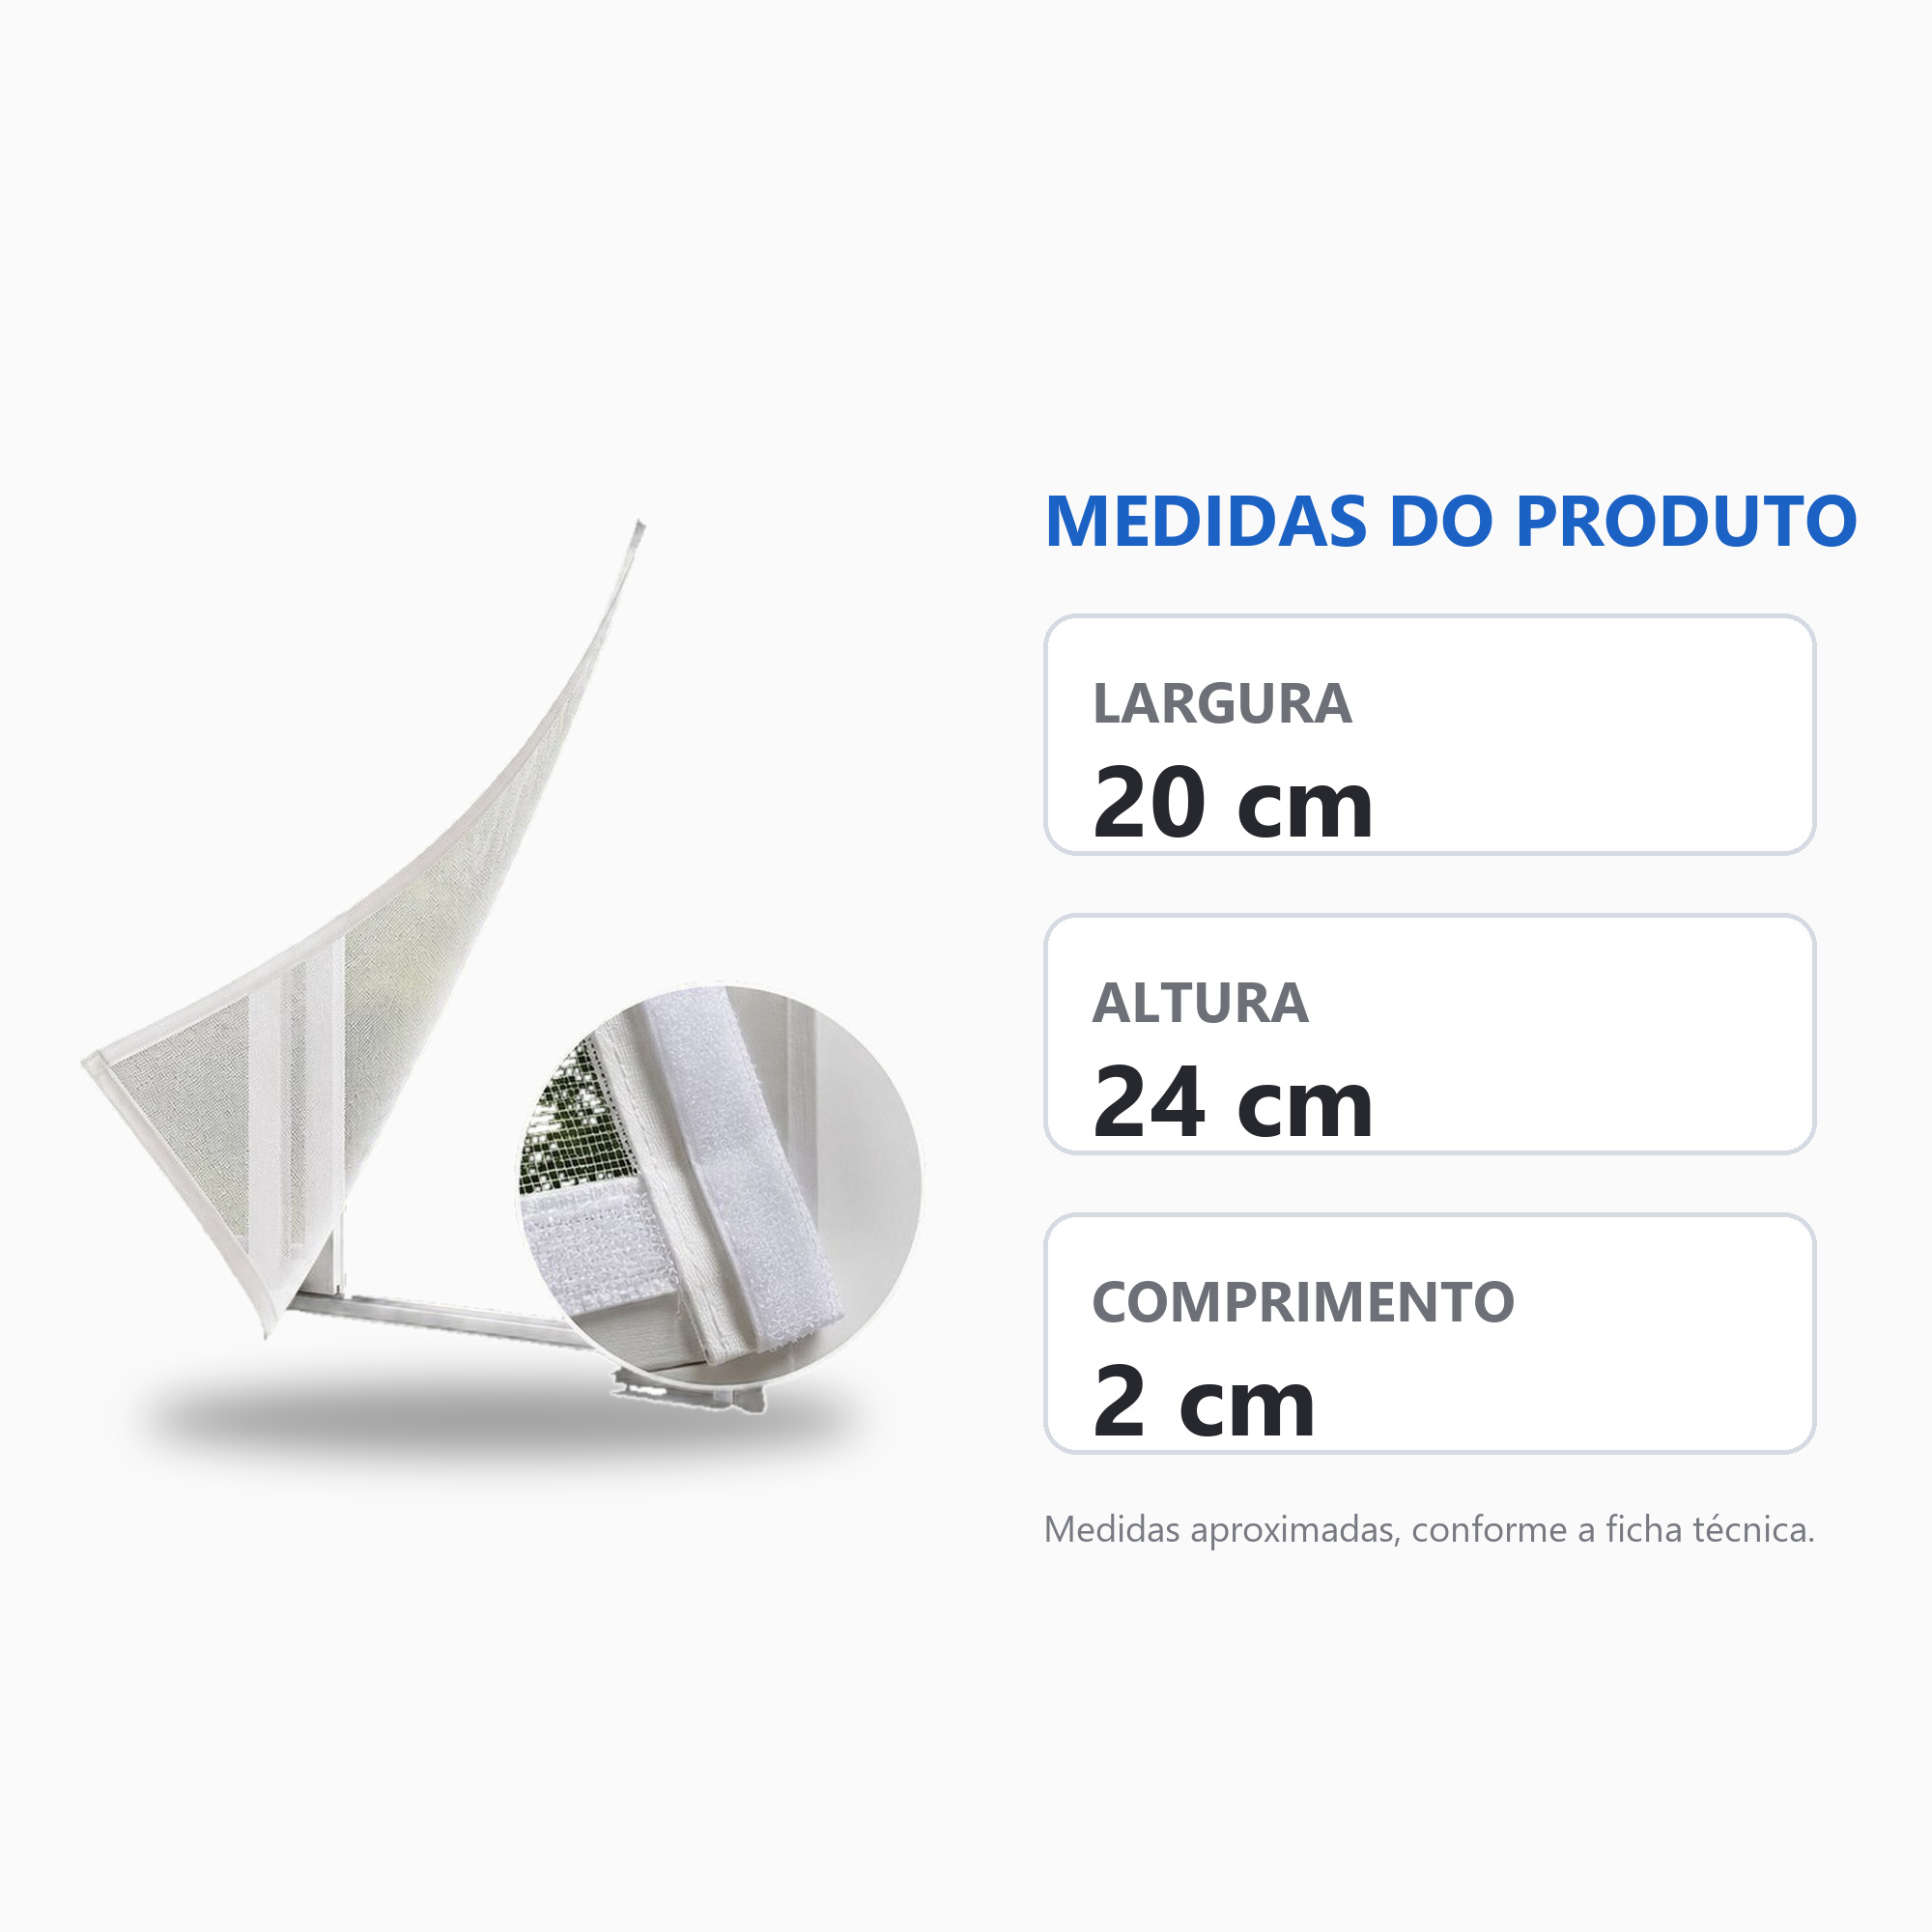 MEDIDAS DO PRODUTO
LARGURA
20 cm
ALTURA
24 cm
COMPRIMENTO
2 cm
Medidas aproximadas, conforme a ficha técnica.